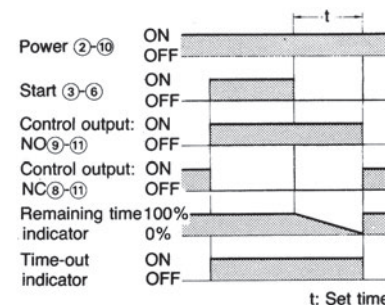 t
Power ②-⑩ ON
OFF
Start ③-⑥ ON
OFF
Control output: ON
NO⑨-⑪ OFF
Control output: ON
NC⑧-⑪ OFF
Remaining time 100%
indicator 0%
Time-out ON
indicator OFF
t: Set time